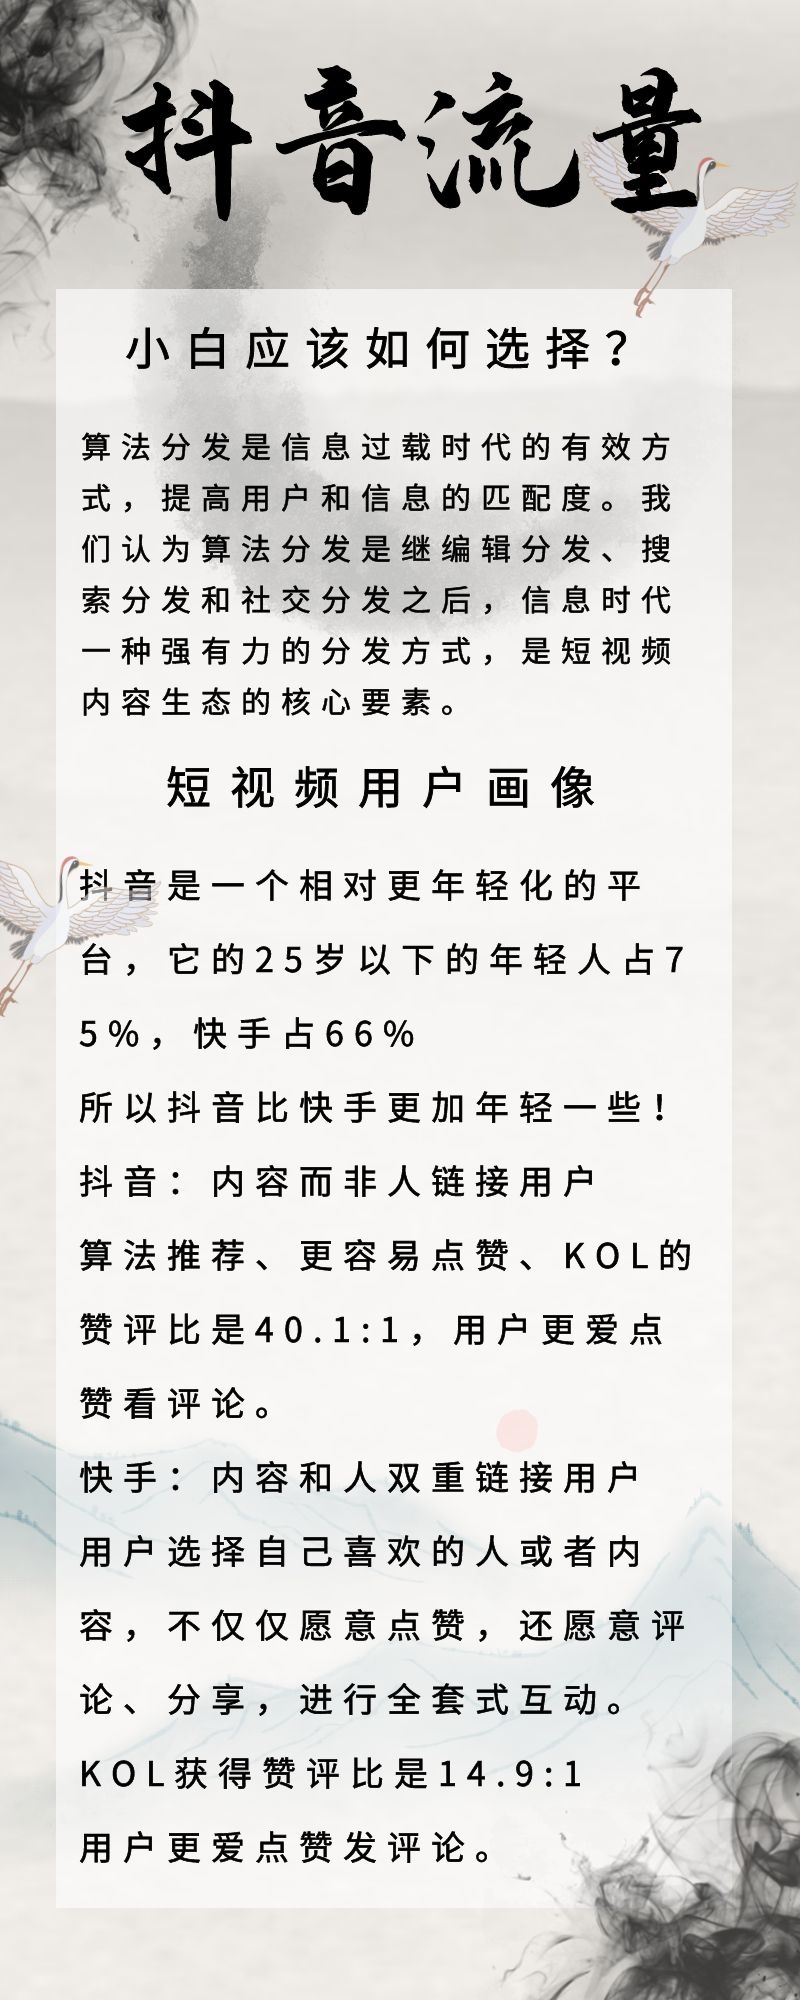 抖音流量
小白应该如何选择？
算法分发是信息过载时代的有效方
式，提高用户和信息的匹配度。我
们认为算法分发是继编辑分发、搜
索分发和社交分发之后，信息时代
一种强有力的分发方式，是短视频
内容生态的核心要素。
短视频用户画像
抖音是一个相对更年轻化的平
台，它的25岁以下的年轻人占7
5%，快手占66%
所以抖音比快手更加年轻一些！
抖音：内容而非人链接用户
算法推荐、更容易点赞、KOL的
赞评比是40.1:1，用户更爱点
赞看评论。
快手：内容和人双重链接用户
用户选择自己喜欢的人或者内
容，不仅仅愿意点赞，还愿意评
论、分享，进行全套式互动。
KOL获得赞评比是14.9:1
用户更爱点赞发评论。